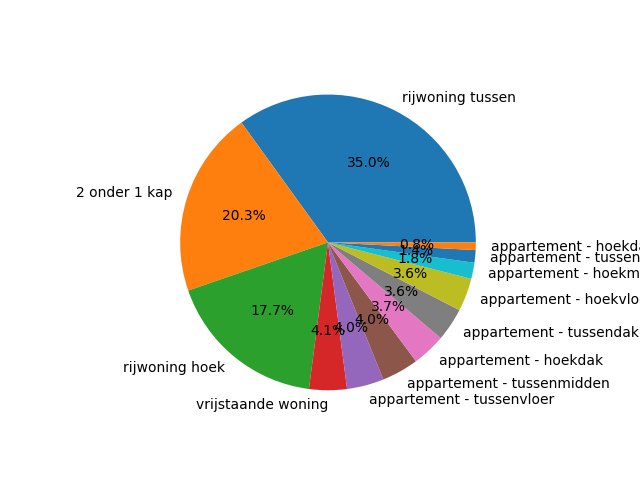 rijwoning tussen
35.0%
2 onder 1 kap
20.3%
17.7%
rijwoning hoek
4.1%
vrijstaande woning
4.0%
appartement - tussenvloer
4.0%
appartement - tussenmidden
3.7%
appartement - hoekdak
3.6%
appartement - tussendak
3.6%
appartement - hoekvlo
1.8%
appartement - hoekm
1.4%
appartement - tussen
0.8%
appartement - hoekda